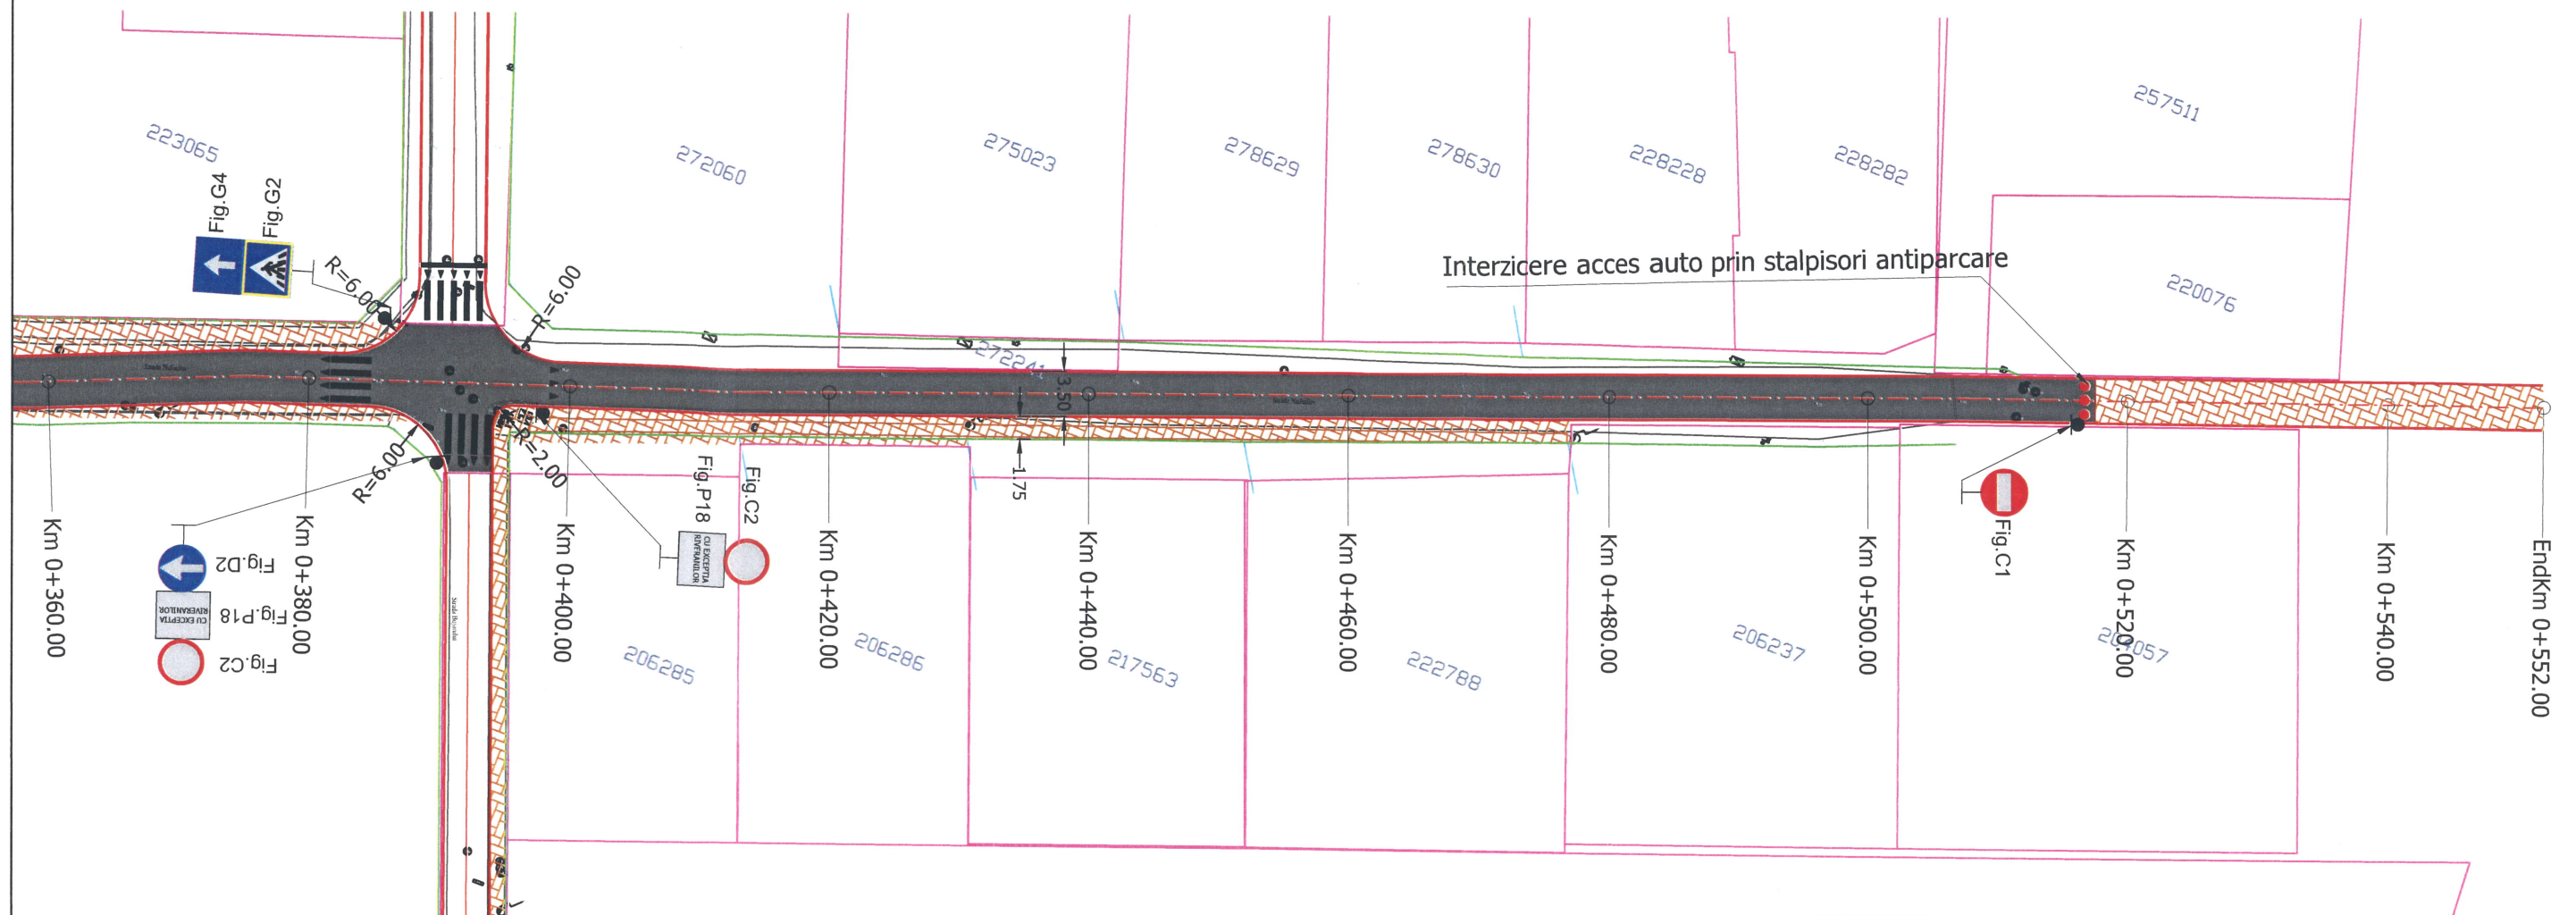 257511
223065
272060
275023
278629
278630
228228
228282
220076
Fig.G4
Fig.G2
R=6.00
R=6.00
Interzicere acces auto prin stalpisori antiparcare
272241
3.50
1.75
R=6.00
R=2.00
Fig.P18
Fig.C2
CU EXCEPTIA
RIVERANILOR
Fig.D2
Fig.P18
CU EXCEPTIA
RIVERANILOR
Fig.C2
Fig.C1
Km 0+360.00
Km 0+380.00
Km 0+400.00
Km 0+420.00
Km 0+440.00
Km 0+460.00
Km 0+480.00
Km 0+500.00
Km 0+520.00
Km 0+540.00
EndKm 0+552.00
206285
206286
217563
222788
206237